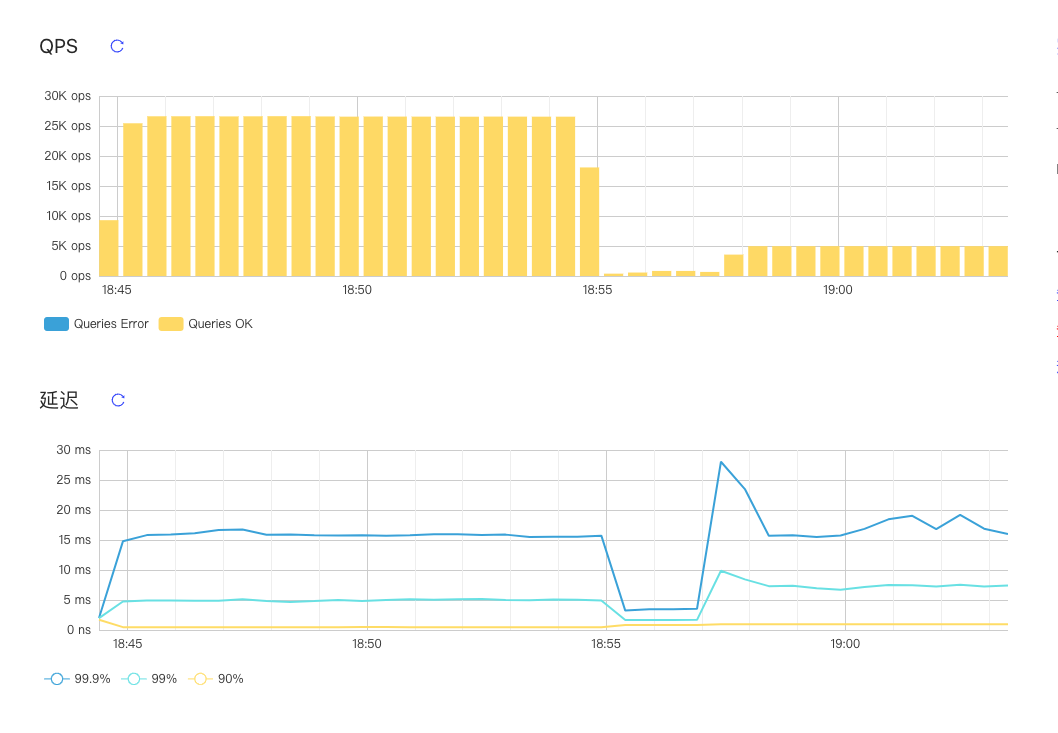 QPS
30K ops
25K ops
20K ops
15K ops
10K ops
5K ops
0 ops
18:45 18:50 18:55 19:00
Queries Error Queries OK
延迟
30 ms
25 ms
20 ms
15 ms
10 ms
5 ms
0 ns
18:45 18:50 18:55 19:00
99.9% 99% 90%